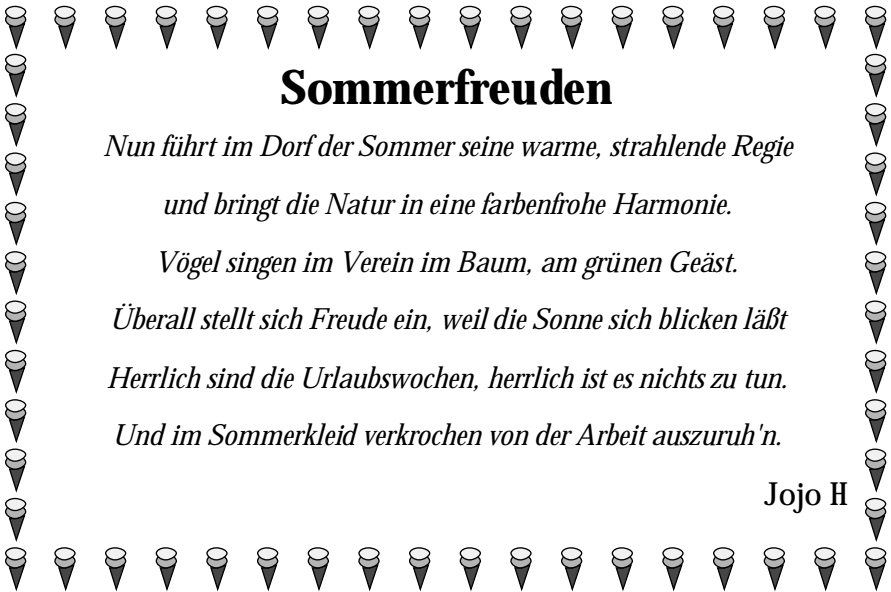 Sommerfreuden
Nun führt im Dorf der Sommer seine warme, strahlende Regie
und bringt die Natur in eine farbenfrohe Harmonie.
Vögel singen im Verein im Baum, am grünen Geäst.
Überall stellt sich Freude ein, weil die Sonne sich blicken läßt
Herrlich sind die Urlaubswochen, herrlich ist es nichts zu tun.
Und im Sommerkleid verkrochen von der Arbeit auszuruh'n.
Jojo H